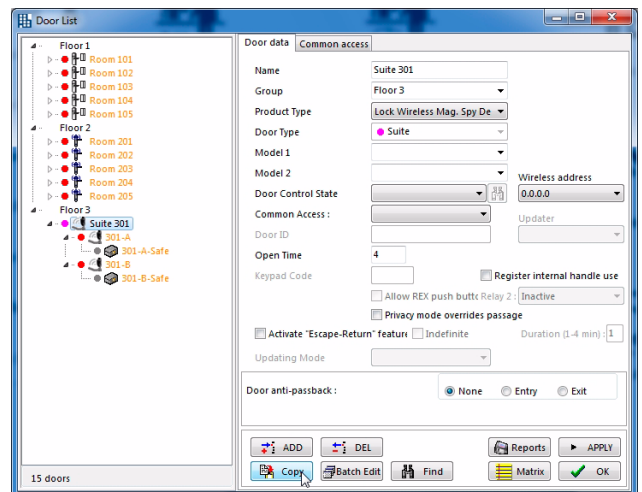 Door List
Floor 1
Room 101
Room 102
Room 103
Room 104
Room 105
Floor 2
Room 201
Room 202
Room 203
Room 204
Room 205
Floor 3
Suite 301
301-A
301-A-Safe
301-B
301-B-Safe
15 doors
Door data Common access
Name Suite 301
Group Floor 3
Product Type Lock Wireless Mag. Spy De
Door Type Suite
Model 1
Model 2
Wireless address
Door Control State 0.0.0.0
Common Access :
Updater
Door ID
Open Time 4
Keypad Code Register internal handle use
Allow REX push buttc Relay 2 : Inactive
Privacy mode overrides passage
Activate "Escape-Return" feature Indefinite Duration (1-4 min) : 1
Updating Mode
Door anti-passback : None Entry Exit
ADD DEL Reports APPLY
Copy Batch Edit Find Matrix OK